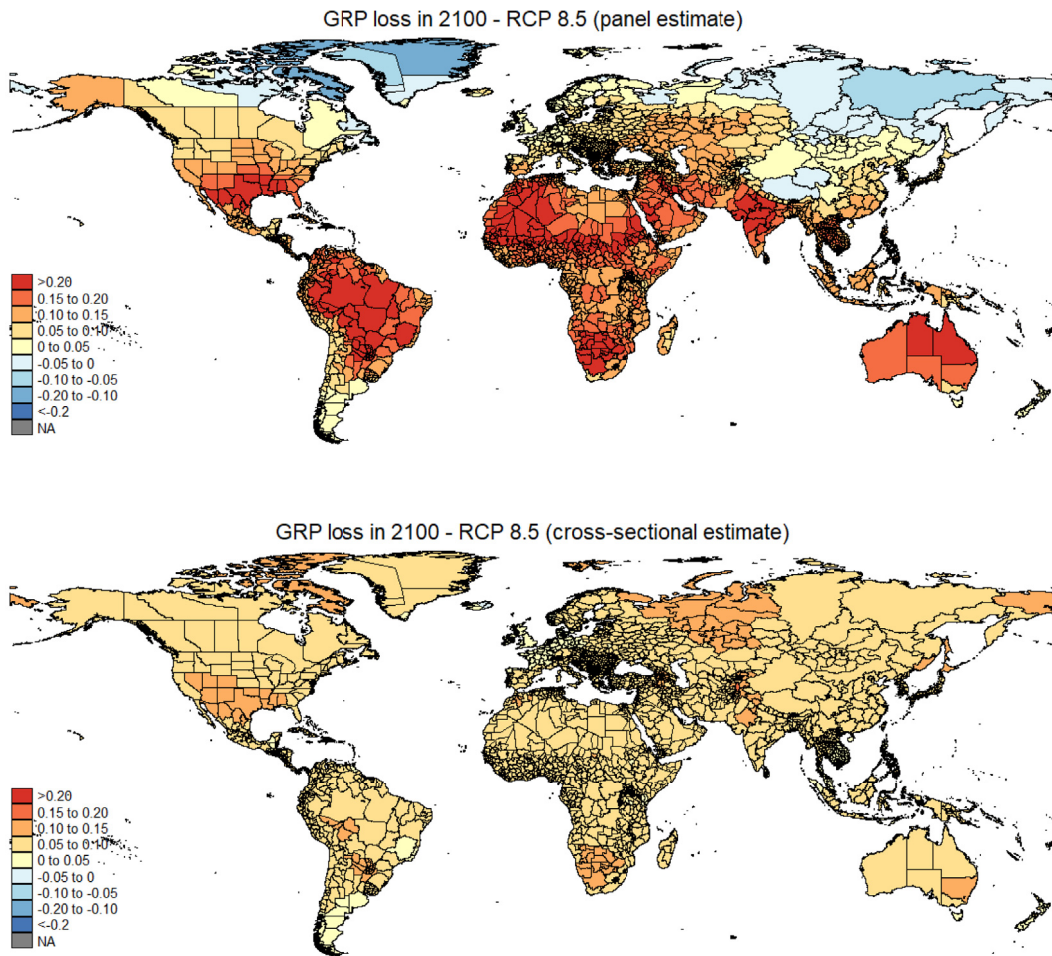 GRP loss in 2100 - RCP 8.5 (panel estimate)
>0.20
0.15 to 0.20
0.10 to 0.15
0.05 to 0.10
0 to 0.05
-0.05 to 0
-0.10 to -0.05
-0.20 to -0.10
<-0.2
NA
GRP loss in 2100 - RCP 8.5 (cross-sectional estimate)
>0.20
0.15 to 0.20
0.10 to 0.15
0.05 to 0.10
0 to 0.05
-0.05 to 0
-0.10 to -0.05
-0.20 to -0.10
<-0.2
NA